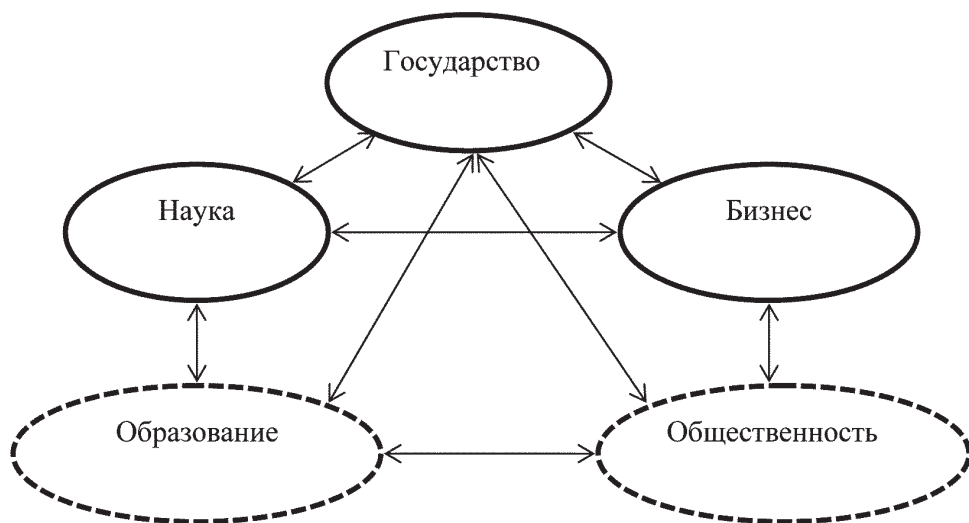 Государство
Наука
Бизнес
Образование
Общественность